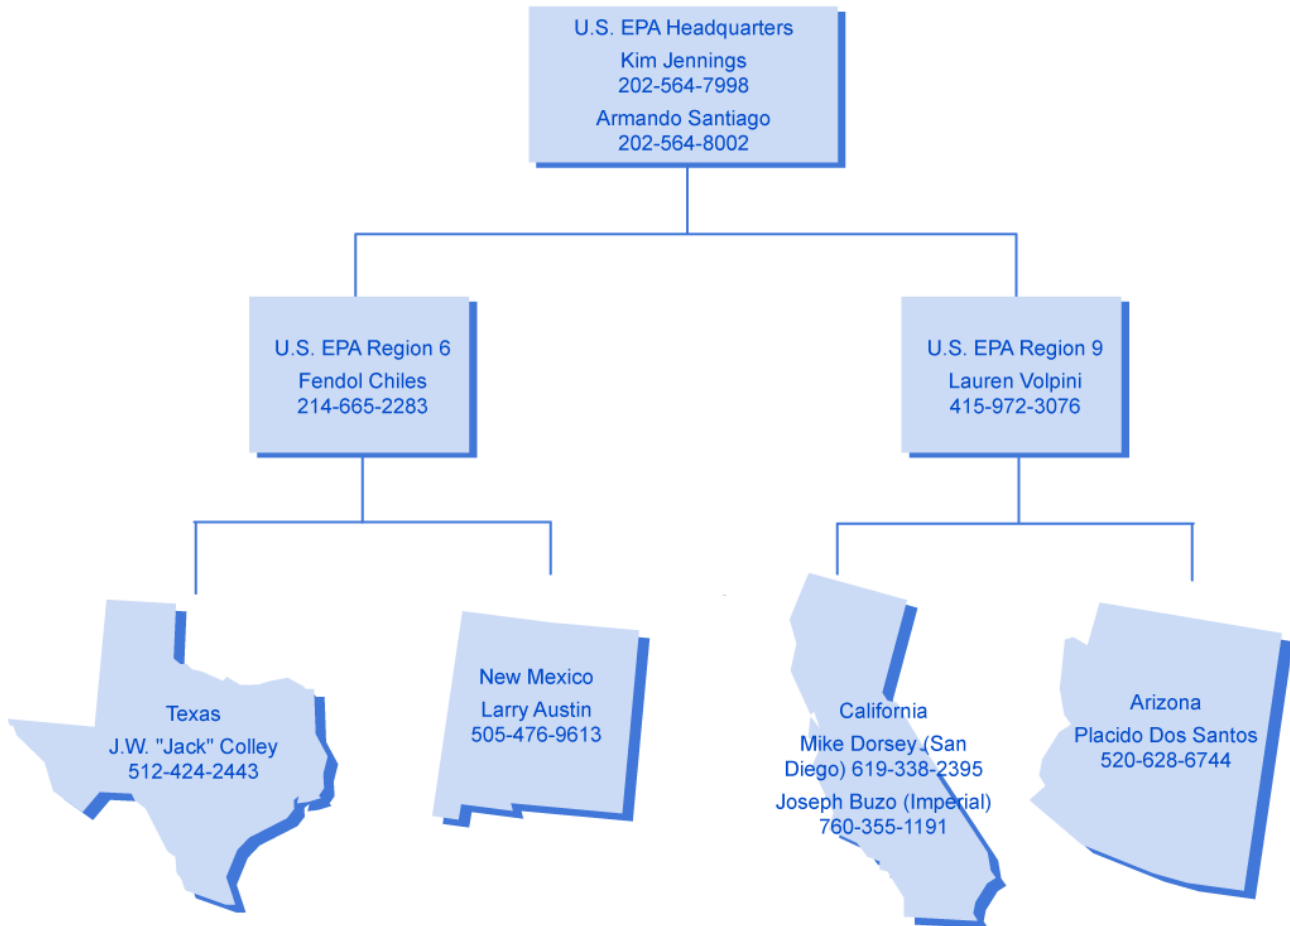 U.S. EPA Headquarters
Kim Jennings
202-564-7998
Armando Santiago
202-564-8002
U.S. EPA Region 6
Fendol Chiles
214-665-2283
U.S. EPA Region 9
Lauren Volpini
415-972-3076
Texas
J.W. "Jack" Colley
512-424-2443
New Mexico
Larry Austin
505-476-9613
California
Mike Dorsey (San
Diego) 619-338-2395
Joseph Buzo (Imperial)
760-355-1191
Arizona
Placido Dos Santos
520-628-6744